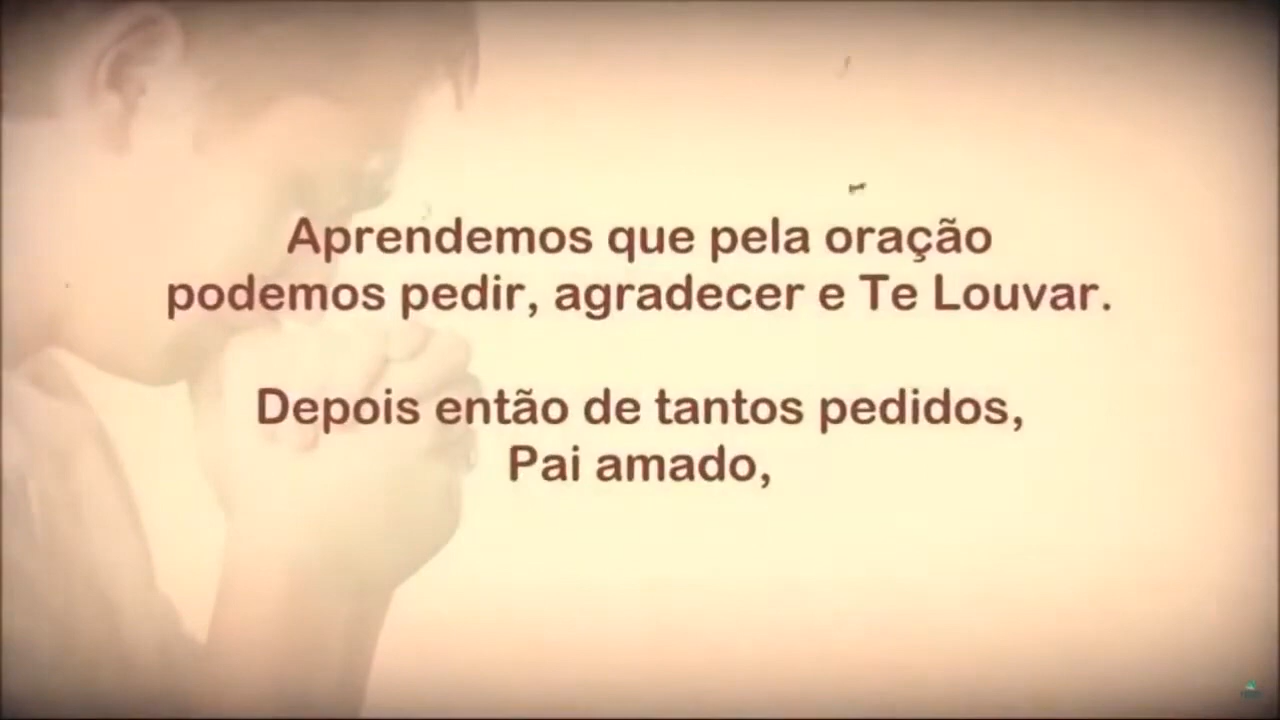 Aprendemos que pela oração
podemos pedir, agradecer e Te Louvar.
Depois então de tantos pedidos,
Pai amado,